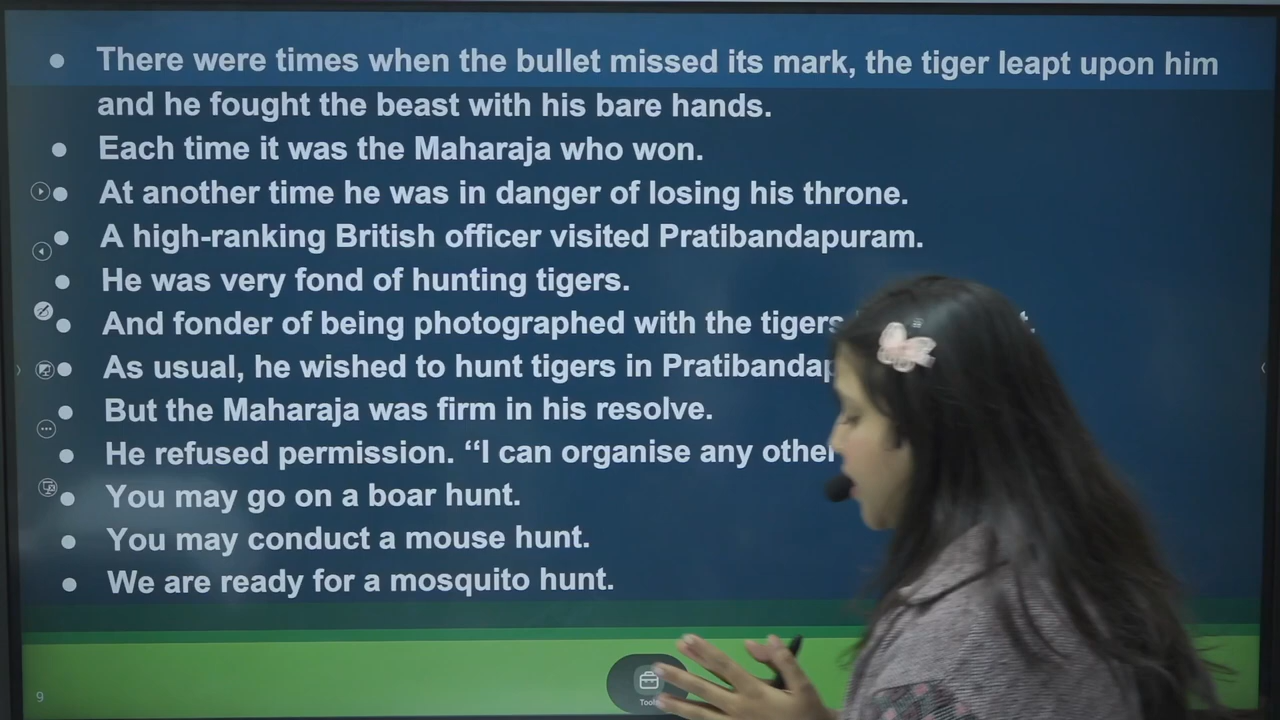 • There were times when the bullet missed its mark, the tiger leapt upon him
and he fought the beast with his bare hands.
• Each time it was the Maharaja who won.
• At another time he was in danger of losing his throne.
• A high-ranking British officer visited Pratibandapuram.
• He was very fond of hunting tigers.
• And fonder of being photographed with the tigers
• As usual, he wished to hunt tigers in
• But the Maharaja was firm in his resolve.
• He refused permission. “I can organise any other
• You may go on a boar hunt.
• You may conduct a mouse hunt.
• We are ready for a mosquito hunt.
9
Tools